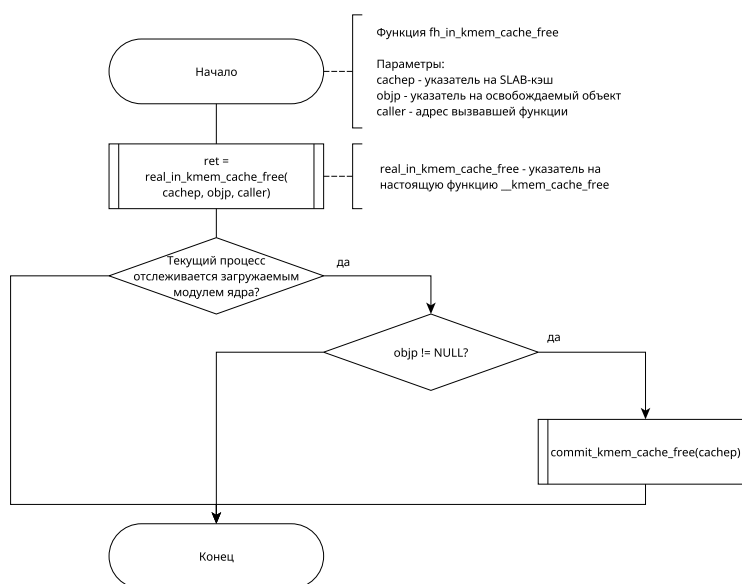 Начало
Функция fh_in_kmem_cache_free
Параметры:
cachep - указатель на SLAB-кэш
objp - указатель на освобождаемый объект
caller - адрес вызвавшей функции
ret =
real_in_kmem_cache_free(
cachep, objp, caller)
real_in_kmem_cache_free - указатель на
настоящую функцию __kmem_cache_free
Текущий процесс
отслеживается загружаемым
модулем ядра?
да
objp != NULL?
да
commit_kmem_cache_free(cachep)
Конец